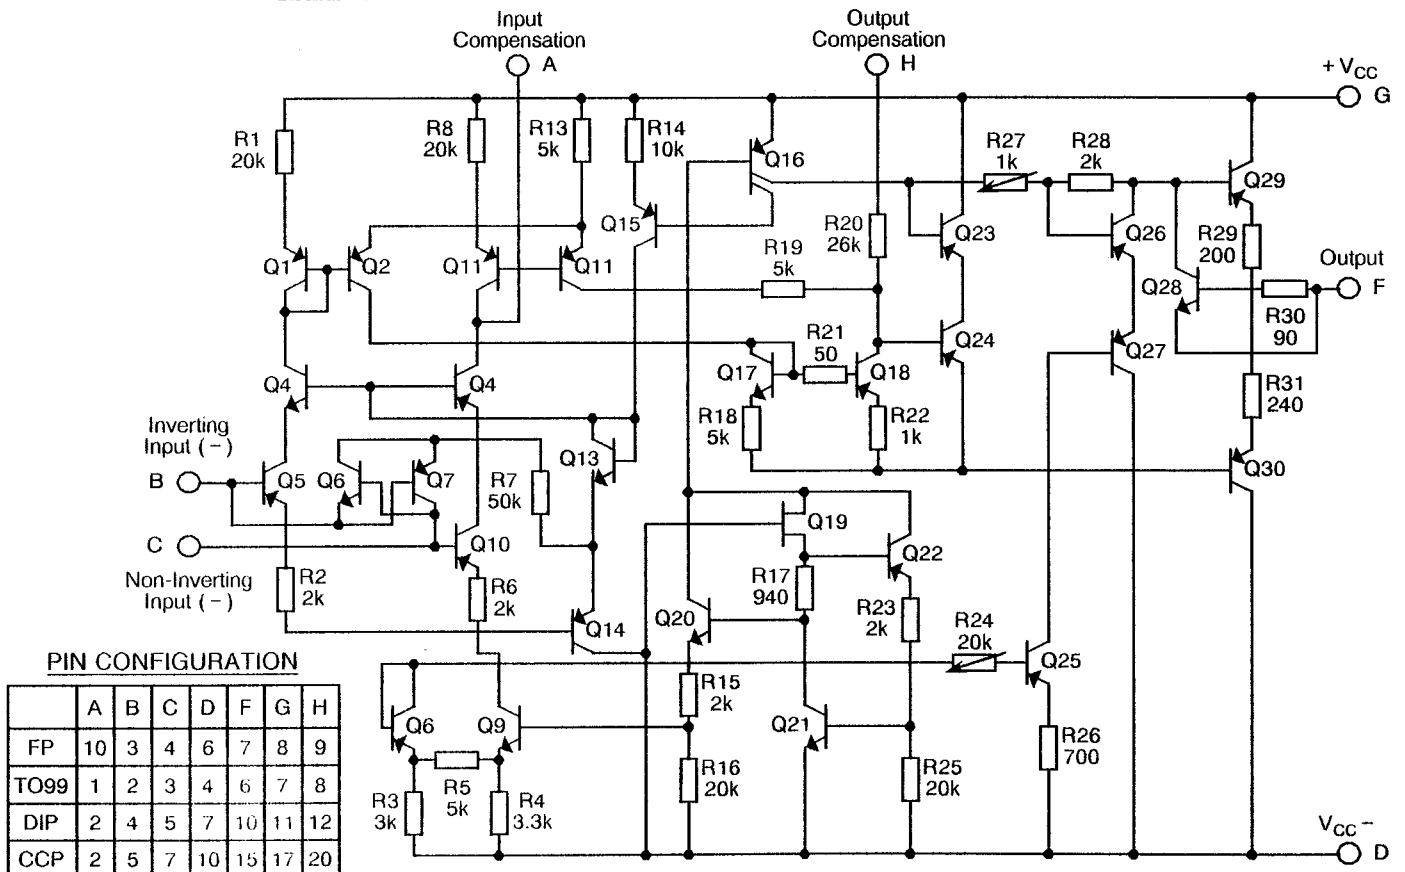 Input
Compensation
A
Output
Compensation
H
+ VCC
G
R1
20k
R8
20k
R13
5k
R14
10k
Q16
R27
1k
R28
2k
Q29
Q15
R20
26k
Q23
Q26
R29
200
Output
F
Q1
Q2
Q11
Q11
R19
5k
Q28
R30
90
R21
50
Q24
Q27
Q4
Q4
Q17
Q18
R31
240
R18
5k
R22
1k
Inverting
Input (−)
B
Q5
Q6
Q7
R7
50k
Q13
Q30
C
Q10
Q19
Q22
Non-Inverting
Input (−)
R2
2k
R6
2k
R17
940
Q14
Q20
R23
2k
R24
20k
Q25
PIN CONFIGURATION
A B C D F G H
FP 10 3 4 6 7 8 9
TO99 1 2 3 4 6 7 8
DIP 2 4 5 7 10 11 12
CCP 2 5 7 10 15 17 20
Q6
Q9
R15
2k
Q21
R26
700
R5
5k
R3
3k
R4
3.3k
R16
20k
R25
20k
VCC −
D